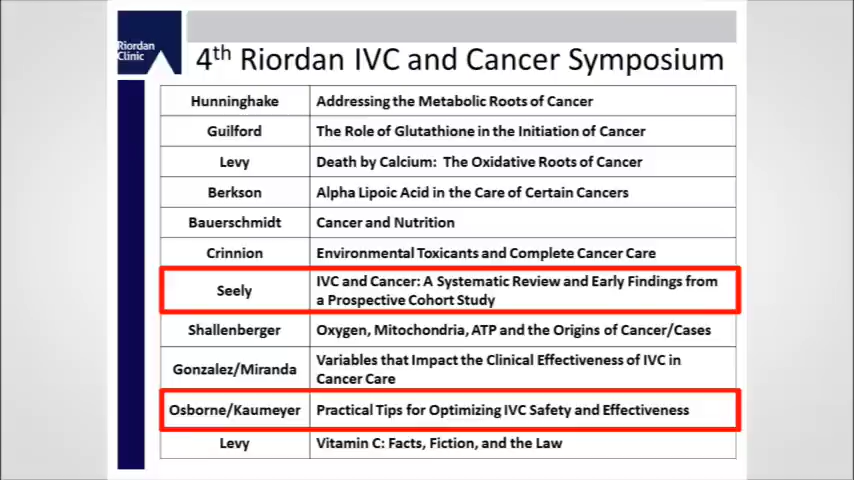 Riordan
Clinic
4th Riordan IVC and Cancer Symposium
Hunninghake Addressing the Metabolic Roots of Cancer
Guilford The Role of Glutathione in the Initiation of Cancer
Levy Death by Calcium: The Oxidative Roots of Cancer
Berkson Alpha Lipoic Acid in the Care of Certain Cancers
Bauerschmidt Cancer and Nutrition
Crinnion Environmental Toxicants and Complete Cancer Care
Seely IVC and Cancer: A Systematic Review and Early Findings from
a Prospective Cohort Study
Shallenberger Oxygen, Mitochondria, ATP and the Origins of Cancer/Cases
Gonzalez/Miranda Variables that Impact the Clinical Effectiveness of IVC in
Cancer Care
Osborne/Kaumeyer Practical Tips for Optimizing IVC Safety and Effectiveness
Levy Vitamin C: Facts, Fiction, and the Law